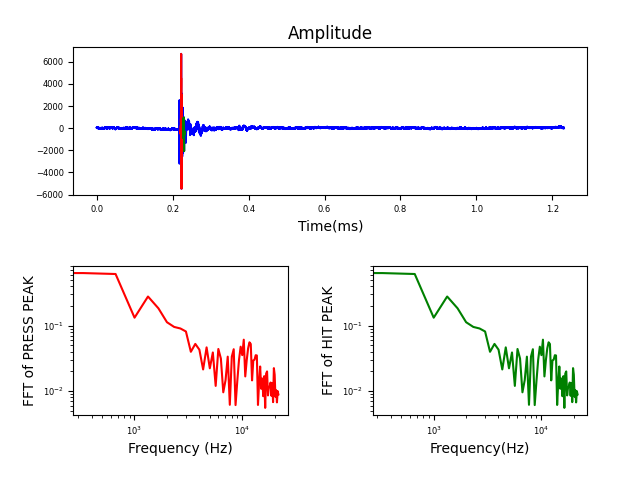 Amplitude
6000
4000
2000
0
−2000
−4000
−6000
0.0 0.2 0.4 0.6 0.8 1.0 1.2
Time(ms)
FFT of PRESS PEAK
10⁻¹
10⁻²
10³ 10⁴
Frequency (Hz)
FFT of HIT PEAK
10⁻¹
10⁻²
10³ 10⁴
Frequency(Hz)